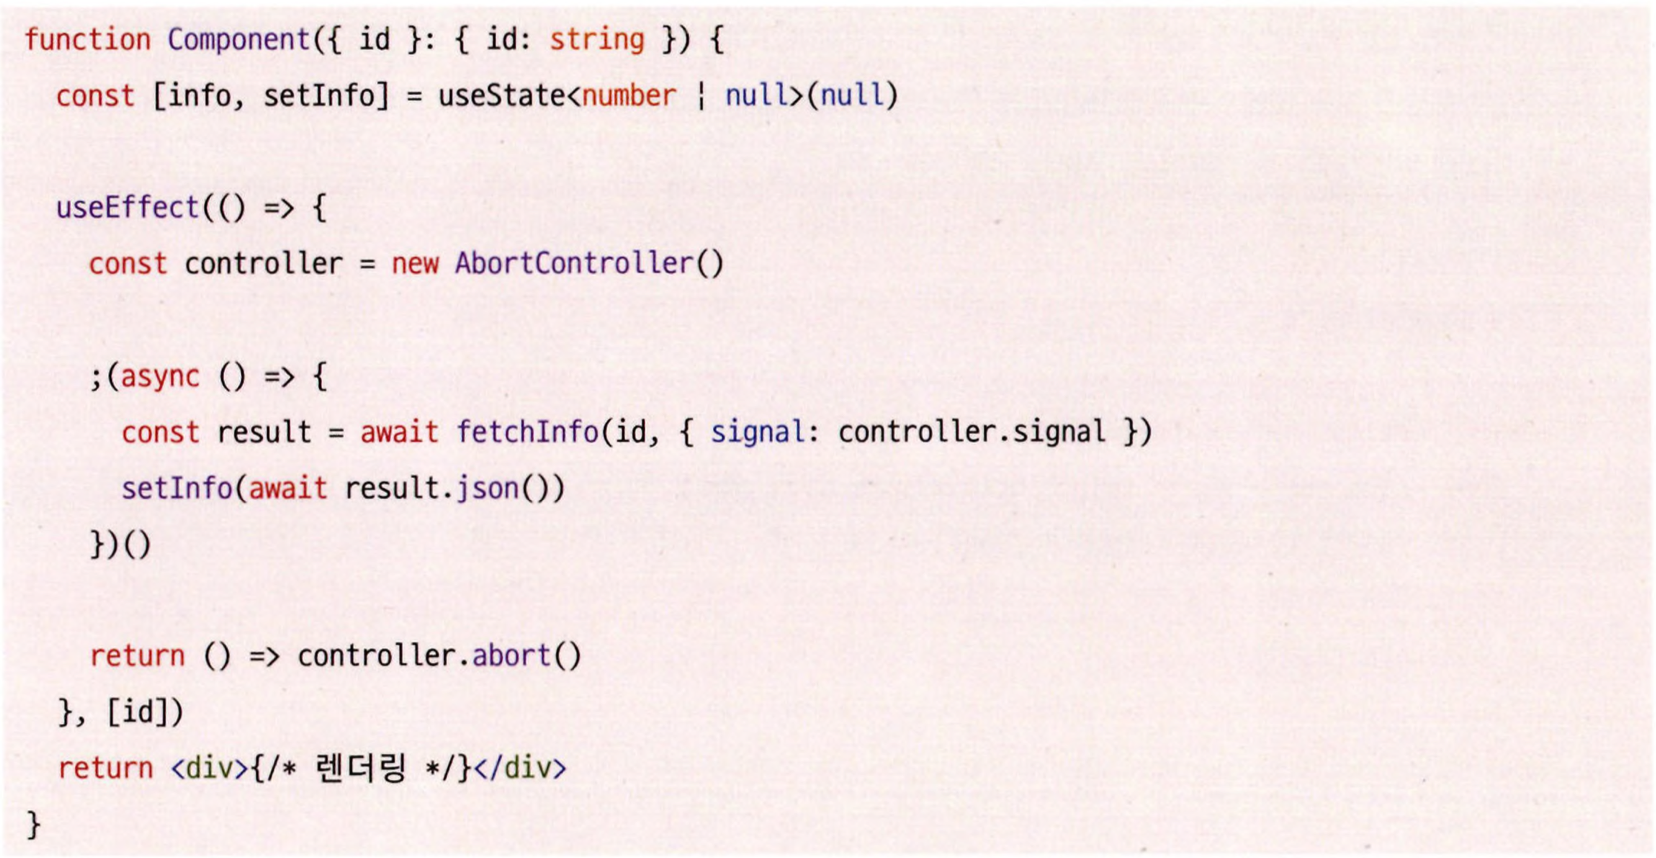 function Component({ id }: { id: string }) {
const [info, setInfo] = useState<number | null>(null)
useEffect(() => {
const controller = new AbortController()
;(async () => {
const result = await fetchInfo(id, { signal: controller.signal })
setInfo(await result.json())
})()
return () => controller.abort()
}, [id])
return <div>{/* 렌더링 */}</div>
}